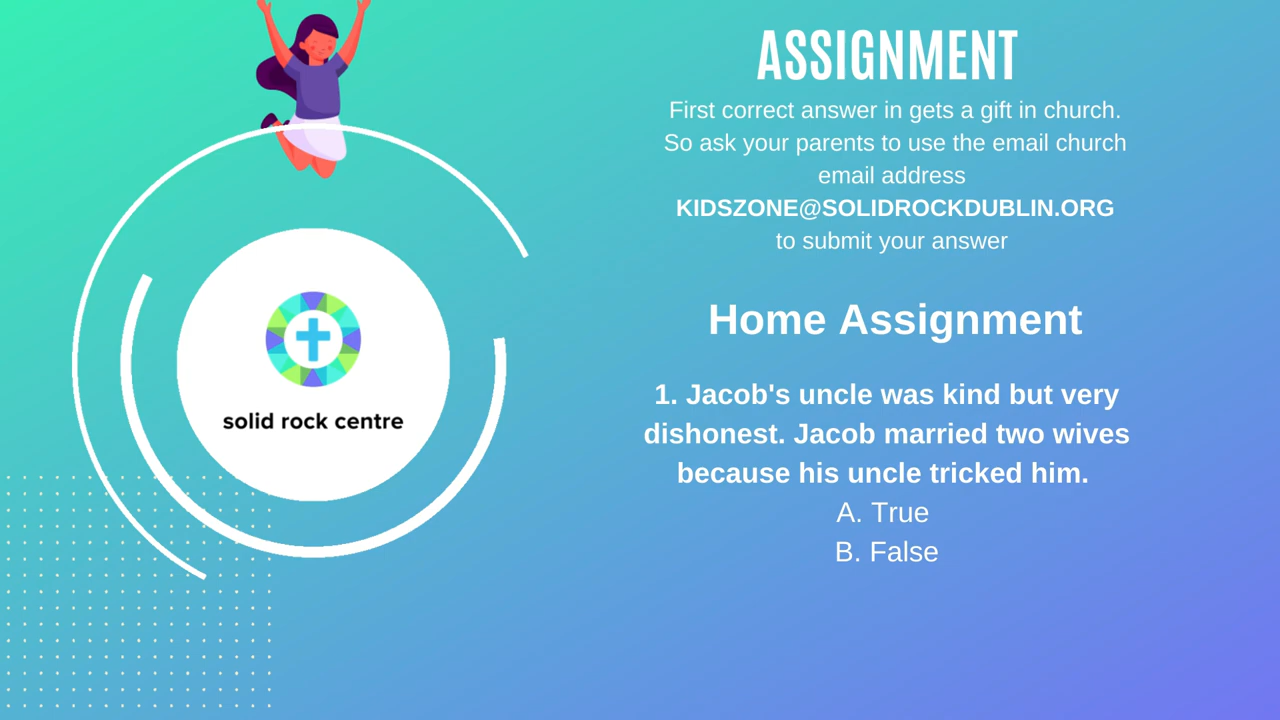 ASSIGNMENT
First correct answer in gets a gift in church.
So ask your parents to use the email church
email address
KIDSZONE@SOLIDROCKDUBLIN.ORG
to submit your answer
solid rock centre
Home Assignment
1. Jacob's uncle was kind but very
dishonest. Jacob married two wives
because his uncle tricked him.
A. True
B. False